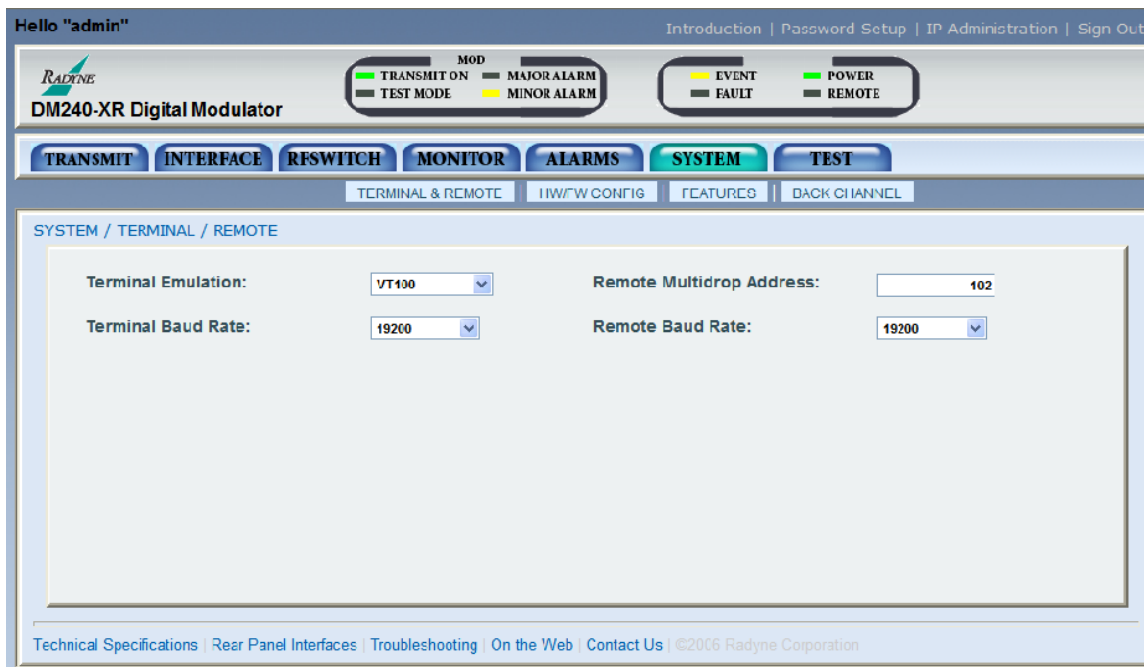 Hello "admin"
Introduction | Password Setup | IP Administration | Sign Out
RADYNE
DM240-XR Digital Modulator
MOD
TRANSMIT ON MAJOR ALARM
TEST MODE MINOR ALARM
EVENT POWER
FAULT REMOTE
TRANSMIT INTERFACE RFSWITCH MONITOR ALARMS SYSTEM TEST
TERMINAL & REMOTE | HW/FW CONFIG | FEATURES | BACK CHANNEL
SYSTEM / TERMINAL / REMOTE
Terminal Emulation: VT100 Remote Multidrop Address: 102
Terminal Baud Rate: 19200 Remote Baud Rate: 19200
Technical Specifications | Rear Panel Interfaces | Troubleshooting | On the Web | Contact Us | ©2006 Radyne Corporation